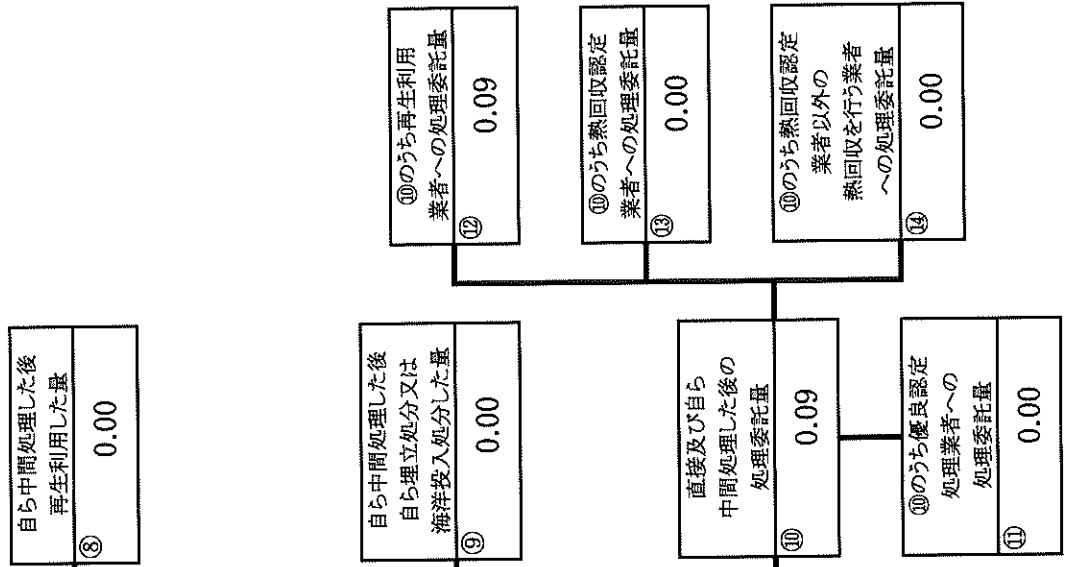 自ら中間処理した後
再生利用した量
⑧
0.00
自ら中間処理した後
自ら埋立処分又は
海洋投入処分した量
⑨
0.00
直接及び自ら
中間処理した後の
処理委託量
⑩
0.09
⑩のうち優良認定
処理業者への
処理委託量
⑪
0.00
⑩のうち再生利用
業者への処理委託量
⑫
0.09
⑩のうち熱回収認定
業者への処理委託量
⑬
0.00
⑩のうち熱回収認定
業者以外の
熱回収を行う業者
への処理委託量
⑭
0.00